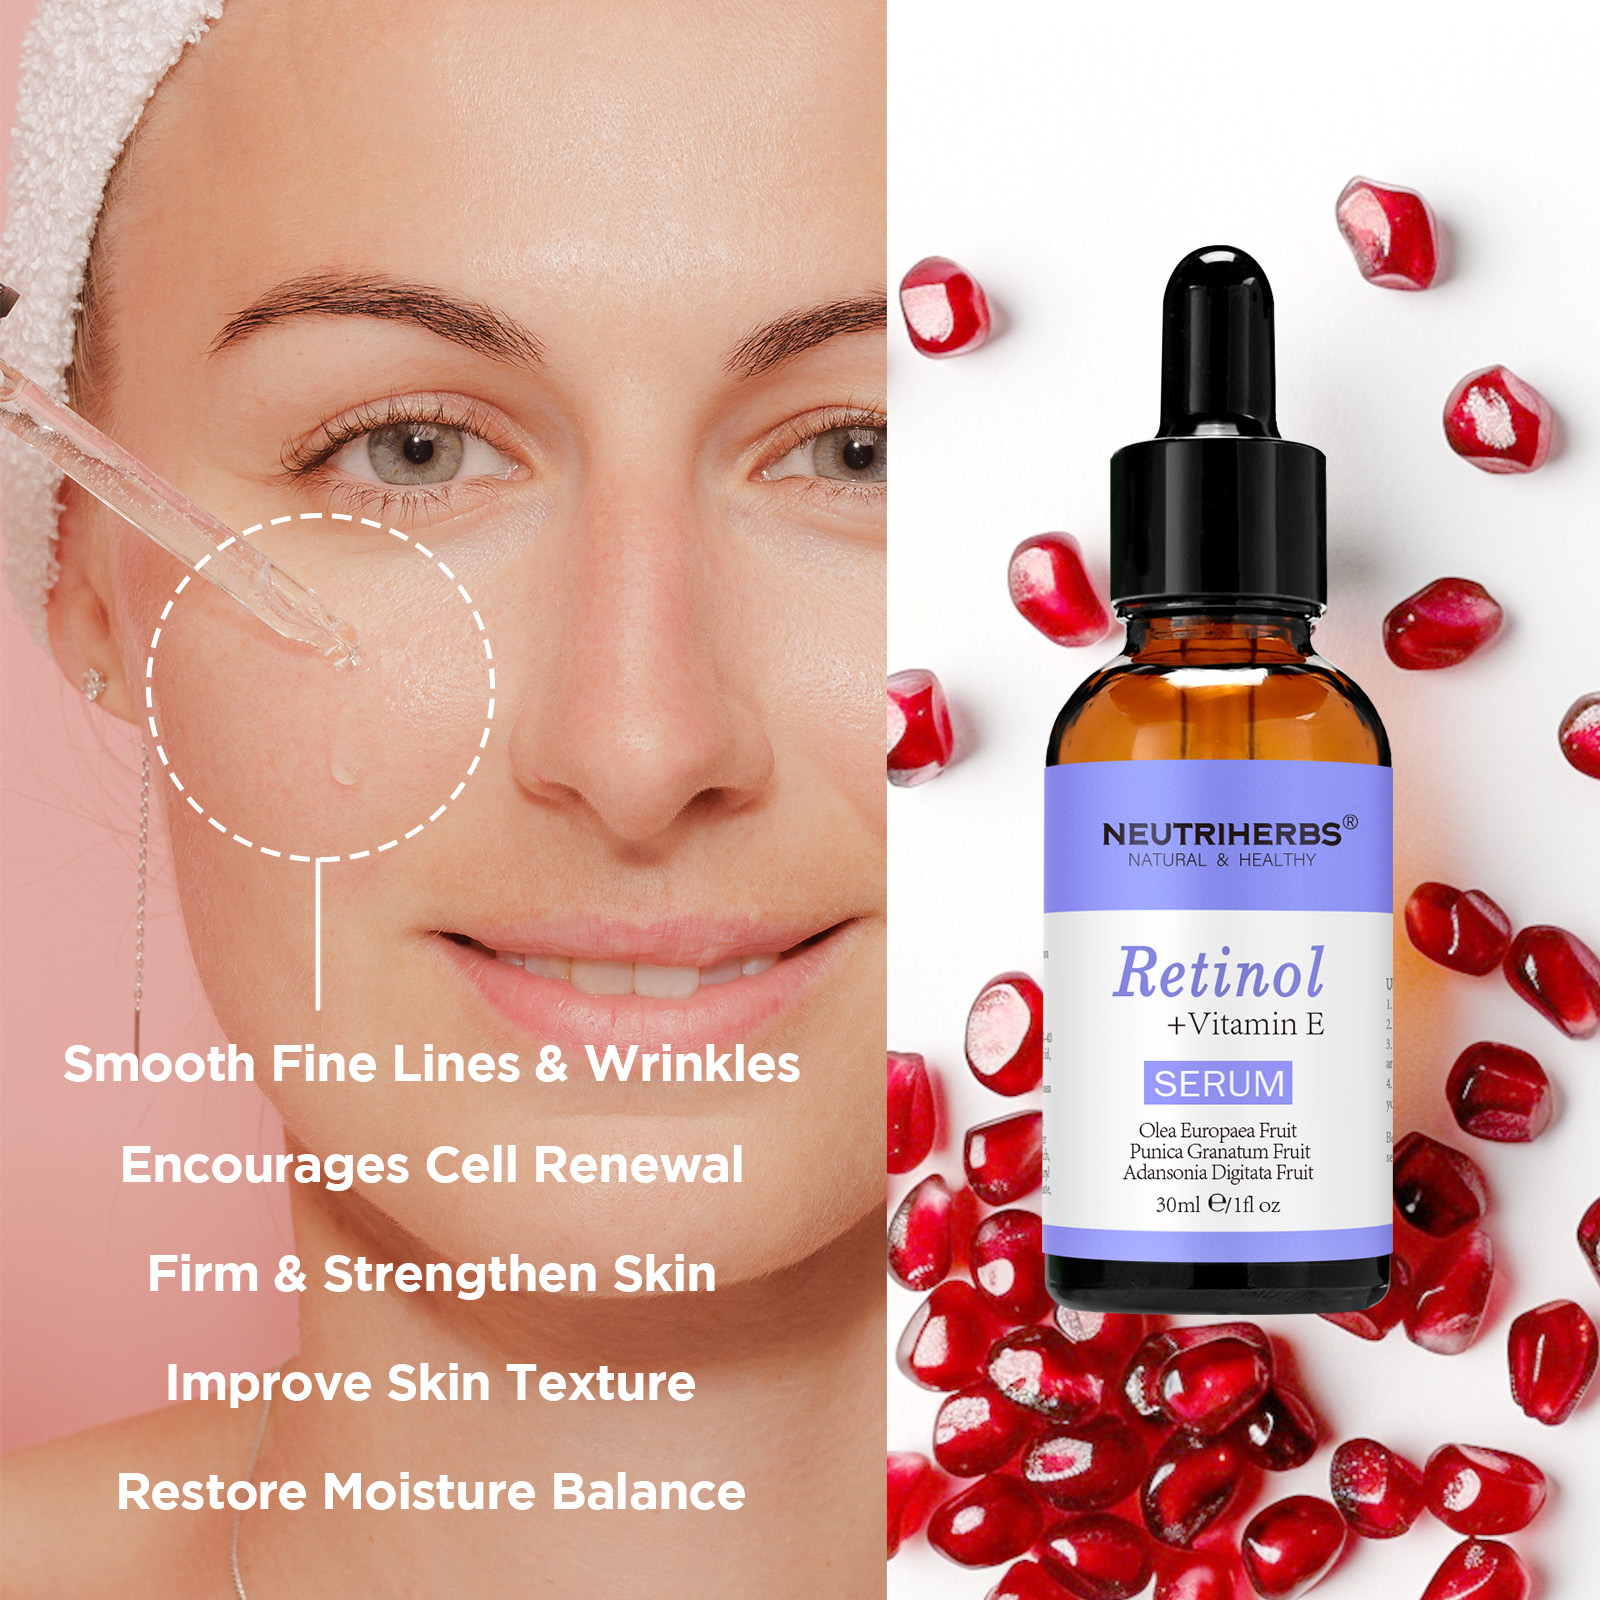 Smooth Fine Lines & Wrinkles
Encourages Cell Renewal
Firm & Strengthen Skin
Improve Skin Texture
Restore Moisture Balance
NEUTRIHERBS®
NATURAL & HEALTHY
Retinol
+Vitamin E
SERUM
Olea Europaea Fruit
Punica Granatum Fruit
Adansonia Digitata Fruit
30ml ℮/1fl oz